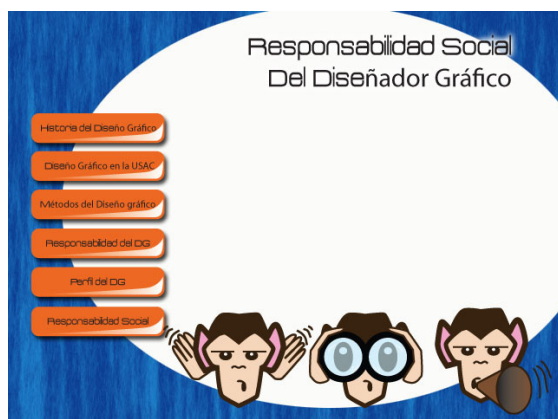 Responsabilidad Social
Del Diseñador Gráfico
Historia del Diseño Gráfico
Diseño Gráfico en la USAC
Métodos del Diseño gráfico
Responsabilidad del DG
Perfil del DG
Responsabilidad Social